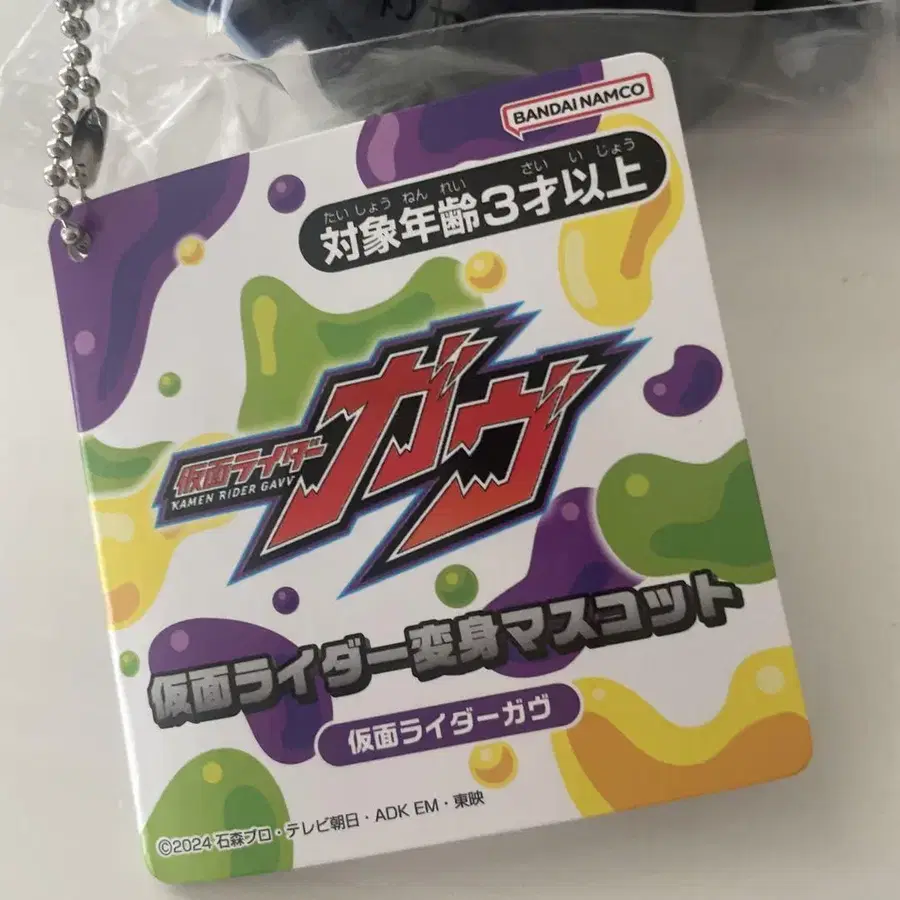 BANDAI NAMCO
たいしょう ねん れい さい い じょう
対象年齢3才以上
ガヴ
仮面ライダー
KAMEN RIDER GAVV
仮面ライダー変身マスコット
仮面ライダーガヴ
©2024 石森プロ・テレビ朝日・ADK EM・東映